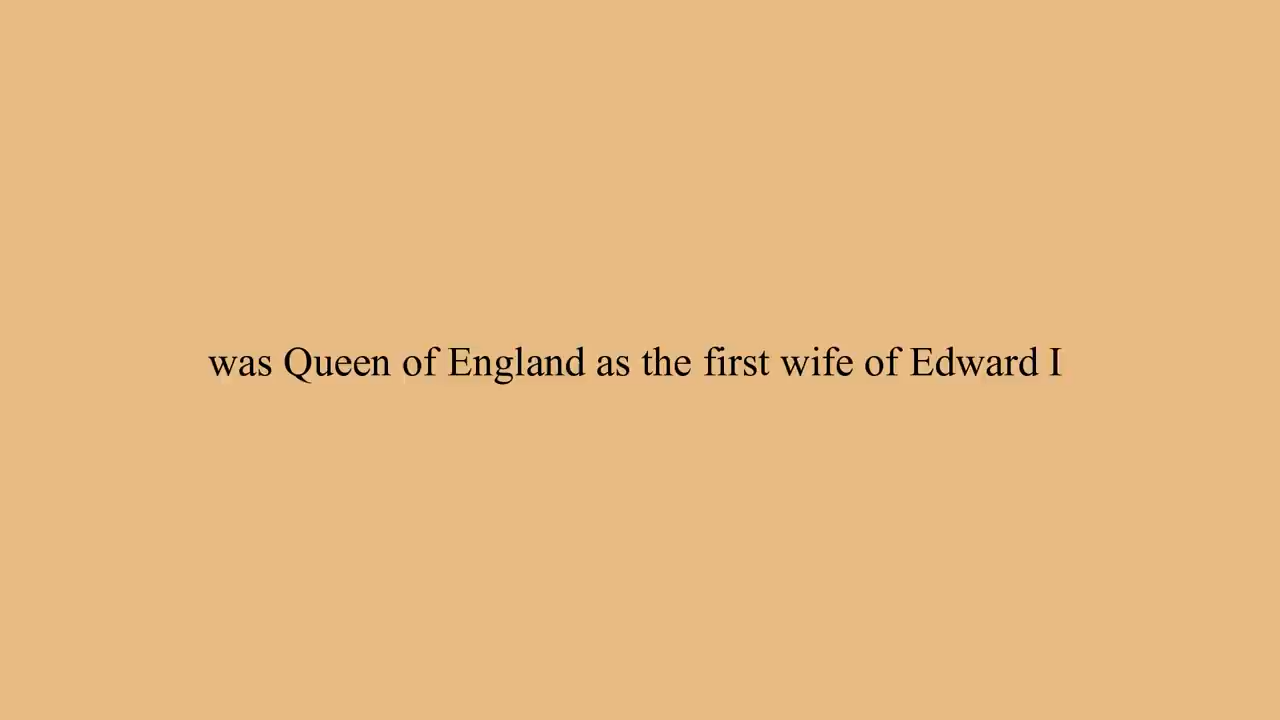 was Queen of England as the first wife of Edward I